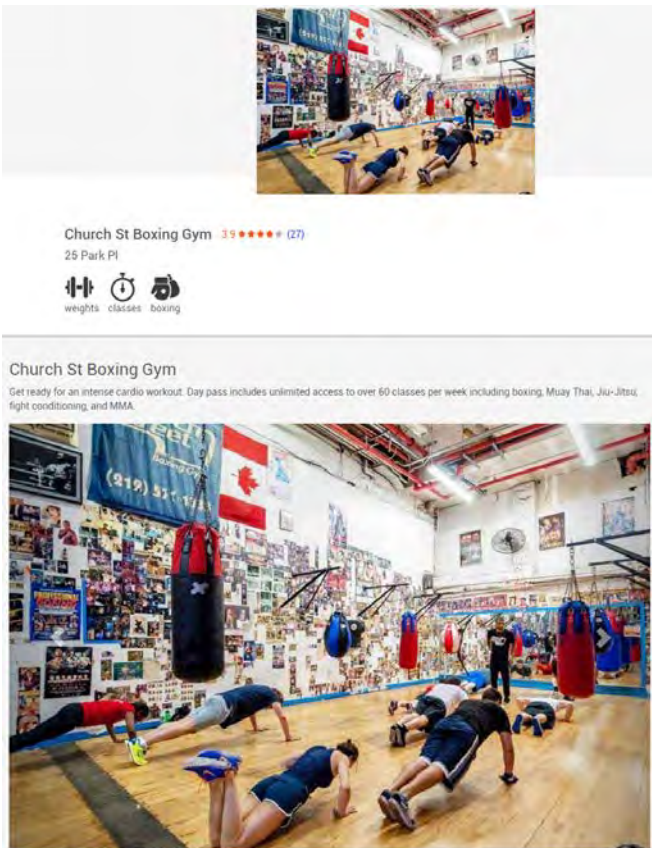 Church St Boxing Gym 3.9 (27)
25 Park Pl
weights classes boxing
Church St Boxing Gym
Get ready for an intense cardio workout. Day pass includes unlimited access to over 60 classes per week including boxing, Muay Thai, Jiu-Jitsu,
fight conditioning, and MMA.
Boxing
PROFESSIONAL